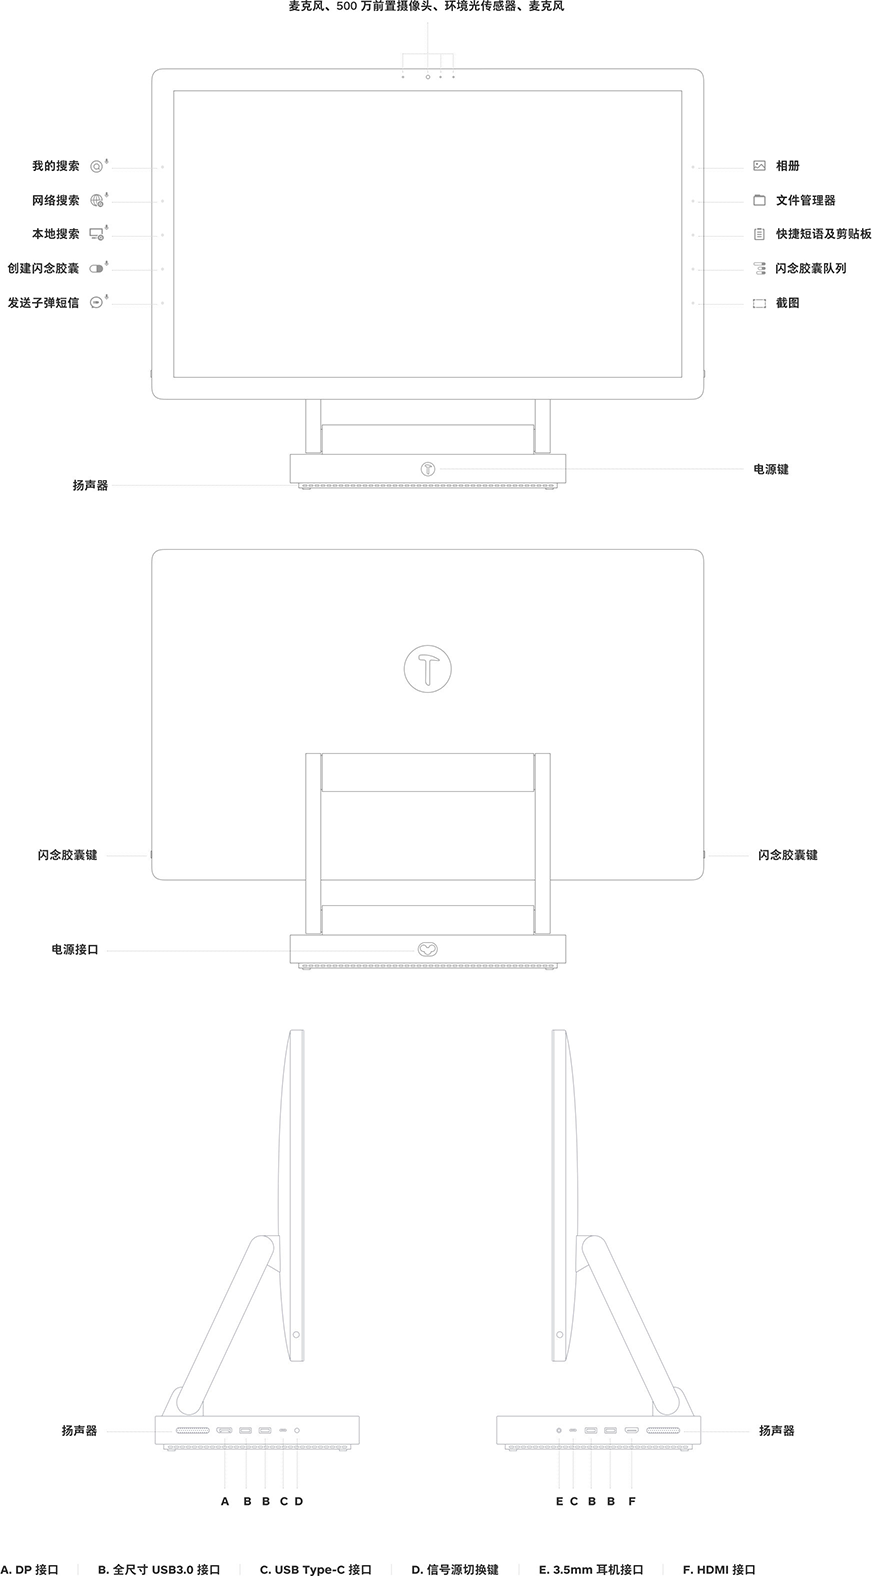 麦克风、500 万前置摄像头、环境光传感器、麦克风
我的搜索
相册
网络搜索
文件管理器
本地搜索
快捷短语及剪贴板
创建闪念胶囊
闪念胶囊队列
发送子弹短信
截图
电源键
扬声器
闪念胶囊键
闪念胶囊键
电源接口
扬声器
扬声器
A B B C D
E C B B F
A. DP 接口
B. 全尺寸 USB3.0 接口
C. USB Type-C 接口
D. 信号源切换键
E. 3.5mm 耳机接口
F. HDMI 接口